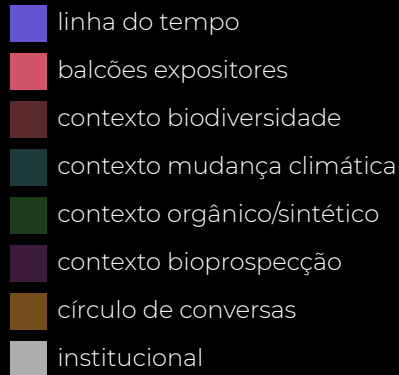 linha do tempo
balcões expositores
contexto biodiversidade
contexto mudança climática
contexto orgânico/sintético
contexto bioprospecção
círculo de conversas
institucional